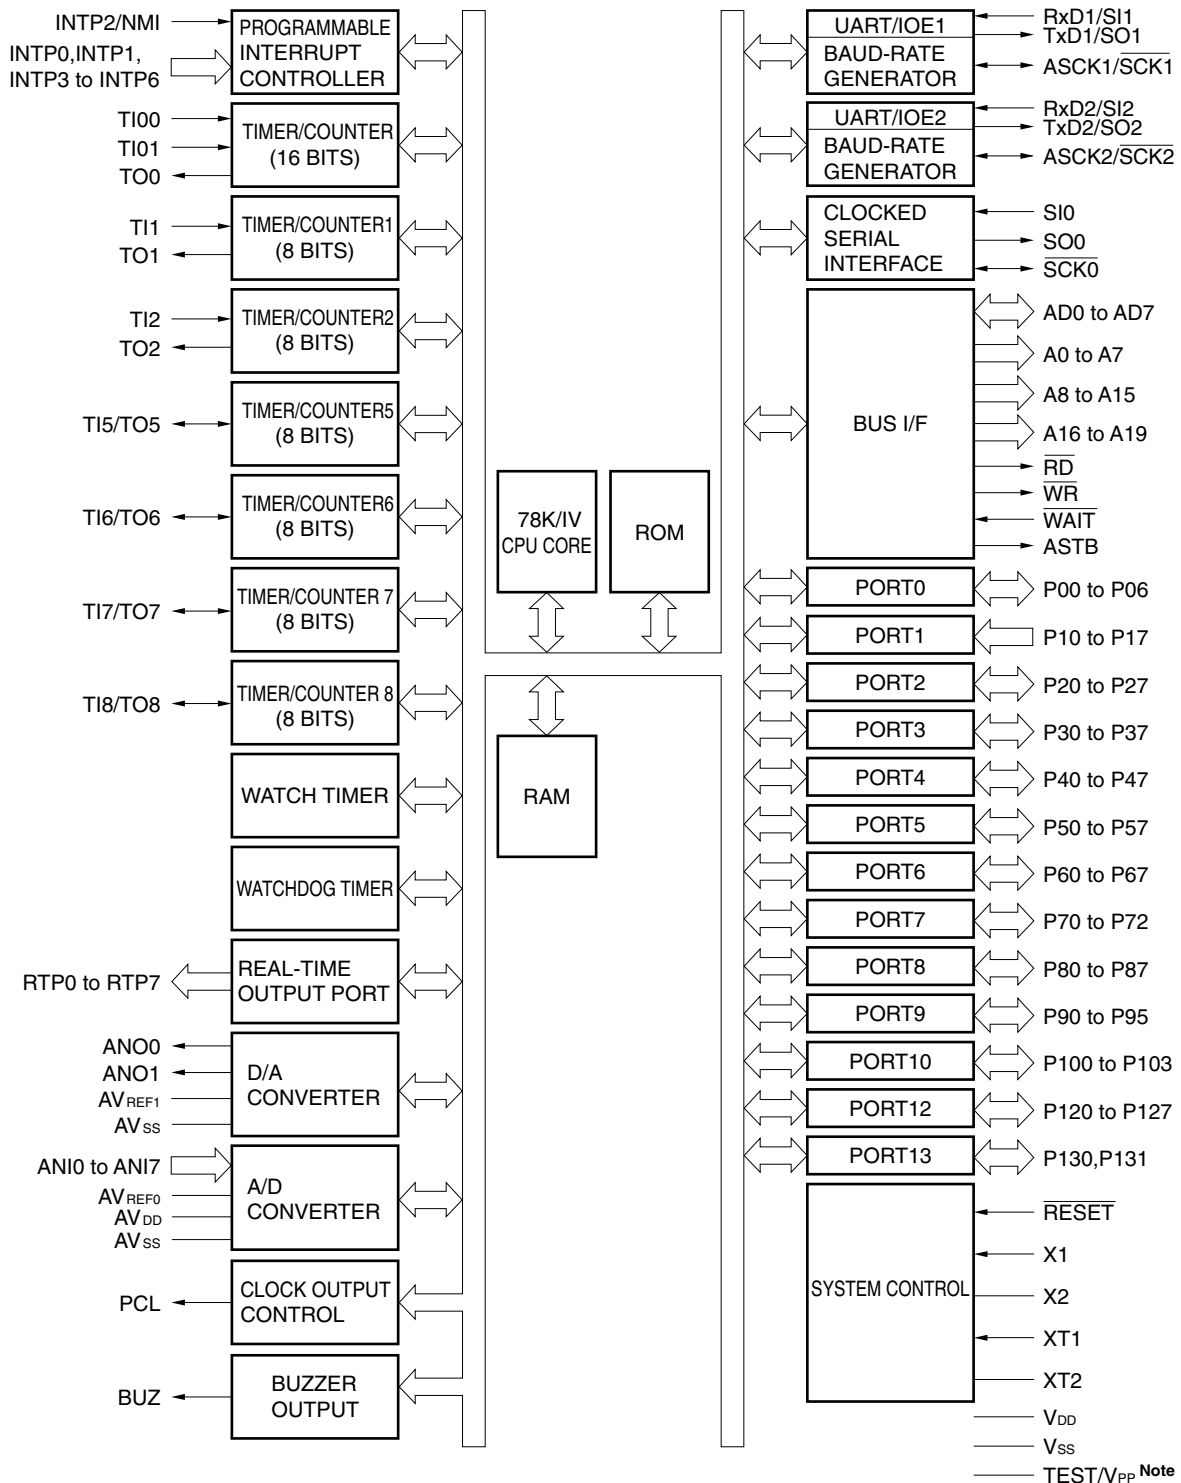 INTP2/NMI
INTP0,INTP1,
INTP3 to INTP6
PROGRAMMABLE
INTERRUPT
CONTROLLER
TI00
TI01
TO0
TIMER/COUNTER
(16 BITS)
TI1
TO1
TIMER/COUNTER1
(8 BITS)
TI2
TO2
TIMER/COUNTER2
(8 BITS)
TI5/TO5
TIMER/COUNTER5
(8 BITS)
TI6/TO6
TIMER/COUNTER6
(8 BITS)
TI7/TO7
TIMER/COUNTER 7
(8 BITS)
TI8/TO8
TIMER/COUNTER 8
(8 BITS)
WATCH TIMER
WATCHDOG TIMER
RTP0 to RTP7
REAL-TIME
OUTPUT PORT
ANO0
ANO1
AVREF1
AVSS
D/A
CONVERTER
ANI0 to ANI7
AVREF0
AVDD
AVSS
A/D
CONVERTER
PCL
CLOCK OUTPUT
CONTROL
BUZ
BUZZER
OUTPUT
78K/IV
CPU CORE
ROM
RAM
UART/IOE1
BAUD-RATE
GENERATOR
RxD1/SI1
TxD1/SO1
ASCK1/SCK1
UART/IOE2
BAUD-RATE
GENERATOR
RxD2/SI2
TxD2/SO2
ASCK2/SCK2
CLOCKED
SERIAL
INTERFACE
SI0
SO0
SCK0
BUS I/F
AD0 to AD7
A0 to A7
A8 to A15
A16 to A19
RD
WR
WAIT
ASTB
PORT0
P00 to P06
PORT1
P10 to P17
PORT2
P20 to P27
PORT3
P30 to P37
PORT4
P40 to P47
PORT5
P50 to P57
PORT6
P60 to P67
PORT7
P70 to P72
PORT8
P80 to P87
PORT9
P90 to P95
PORT10
P100 to P103
PORT12
P120 to P127
PORT13
P130,P131
SYSTEM CONTROL
RESET
X1
X2
XT1
XT2
VDD
VSS
TEST/VPP Note